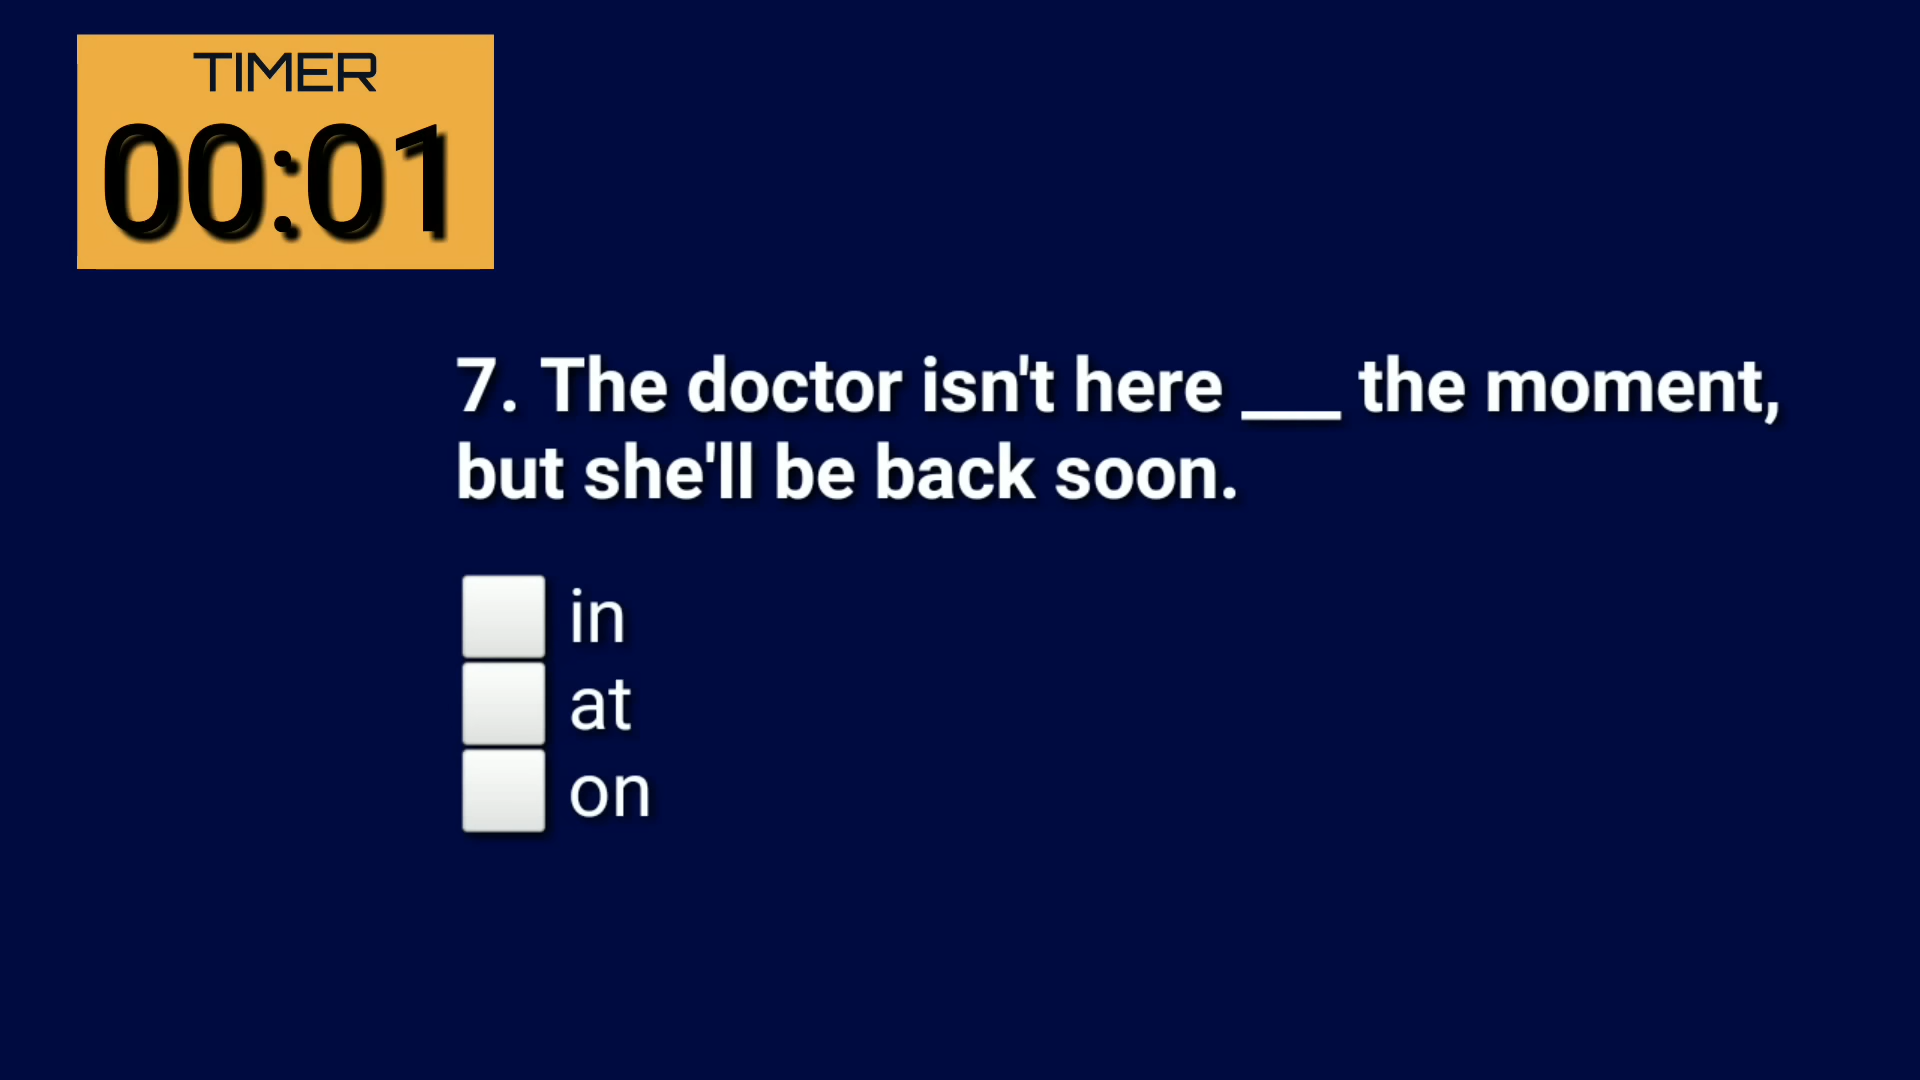 TIMER
00:01
7. The doctor isn't here ___ the moment,
but she'll be back soon.
in
at
on